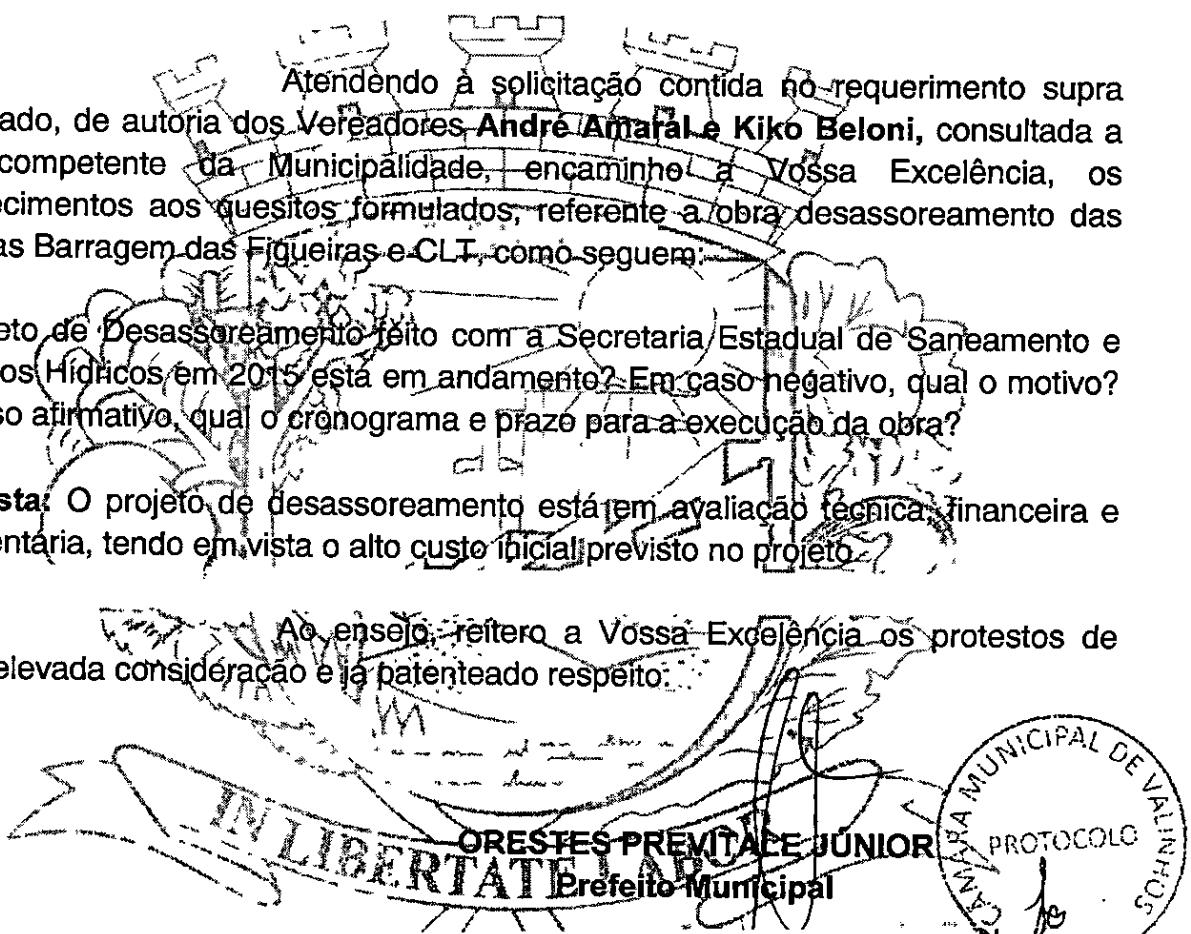 Atendendo à solicitação contida no requerimento supra
ado, de autoria dos Vereadores André Amaral e Kiko Beloni, consultada a
competente da Municipalidade, encaminho a Vossa Excelência, os
ecimentos aos quesitos formulados, referente a obra desassoreamento das
as Barragem das Figueiras e CLT, como seguem:
eto de Desassoreamento feito com a Secretaria Estadual de Saneamento e
os Hídricos em 2015 está em andamento? Em caso negativo, qual o motivo?
so afirmativo, qual o cronograma e prazo para a execução da obra?
sta: O projeto de desassoreamento está em avaliação técnica, financeira e
entária, tendo em vista o alto custo inicial previsto no projeto.
Ao ensejo, reitero a Vossa Excelência os protestos de
elevada consideração e já patenteado respeito.
IN LIBERTATE LABOR
ORESTES PREVITALE JÚNIOR
Prefeito Municipal
CÂMARA MUNICIPAL DE VALINHOS
PROTOCOLO